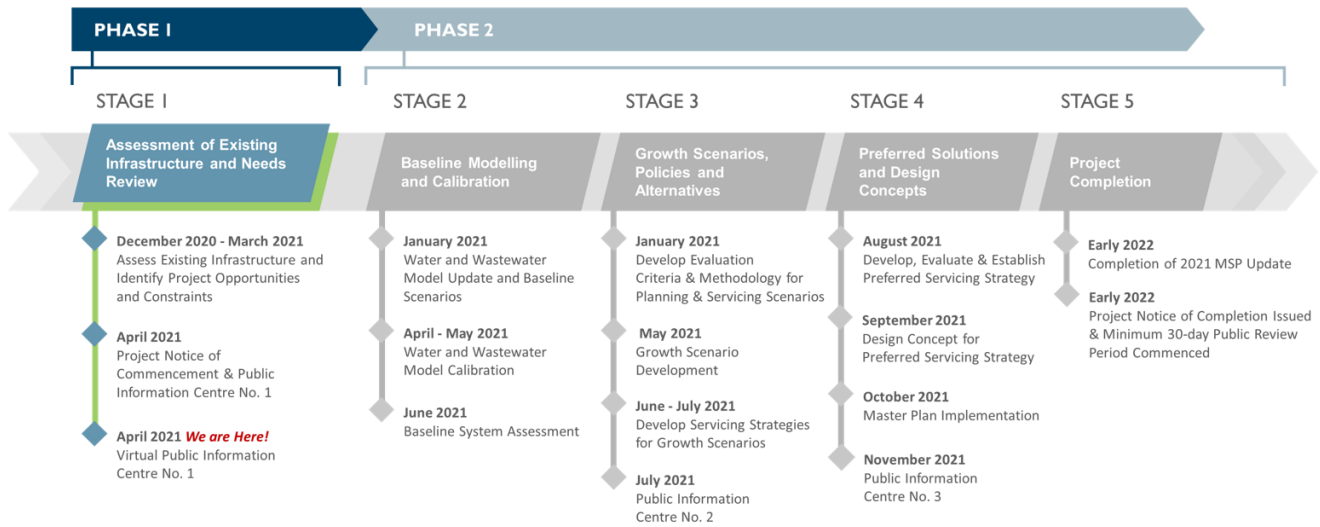 PHASE 1
PHASE 2
STAGE 1
Assessment of Existing
Infrastructure and Needs
Review
December 2020 - March 2021
Assess Existing Infrastructure and
Identify Project Opportunities
and Constraints
April 2021
Project Notice of
Commencement & Public
Information Centre No. 1
April 2021 We are Here!
Virtual Public Information
Centre No. 1
STAGE 2
Baseline Modelling
and Calibration
January 2021
Water and Wastewater
Model Update and Baseline
Scenarios
April - May 2021
Water and Wastewater
Model Calibration
June 2021
Baseline System Assessment
STAGE 3
Growth Scenarios,
Policies and
Alternatives
January 2021
Develop Evaluation
Criteria & Methodology for
Planning & Servicing Scenarios
May 2021
Growth Scenario
Development
June - July 2021
Develop Servicing Strategies
for Growth Scenarios
July 2021
Public Information
Centre No. 2
STAGE 4
Preferred Solutions
and Design
Concepts
August 2021
Develop, Evaluate & Establish
Preferred Servicing Strategy
September 2021
Design Concept for
Preferred Servicing Strategy
October 2021
Master Plan Implementation
November 2021
Public Information
Centre No. 3
STAGE 5
Project
Completion
Early 2022
Completion of 2021 MSP Update
Early 2022
Project Notice of Completion Issued
& Minimum 30-day Public Review
Period Commenced